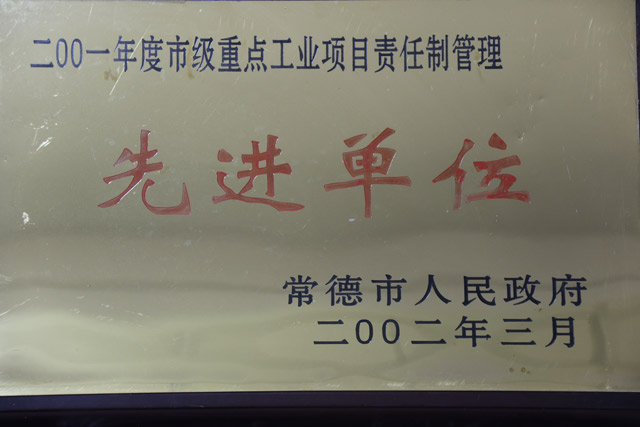 二00一年度市级重点工业项目责任制管理
先进单位
常德市人民政府
二00二年三月